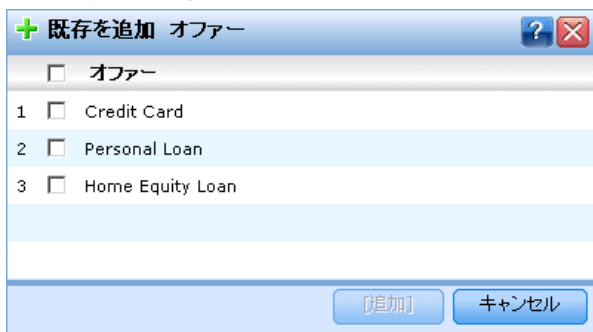 既存を追加 オファー ?
オファー
1 Credit Card
2 Personal Loan
3 Home Equity Loan
[追加] キャンセル